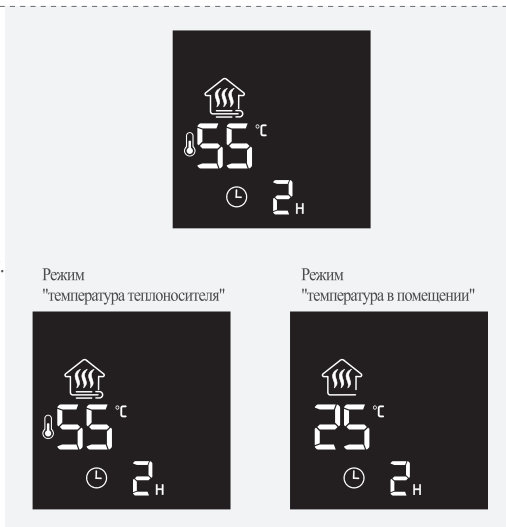 55 °C
2 H
.
Режим
"температура теплоносителя"
Режим
"температура в помещении"
55 °C
2 H
25 °C
2 H